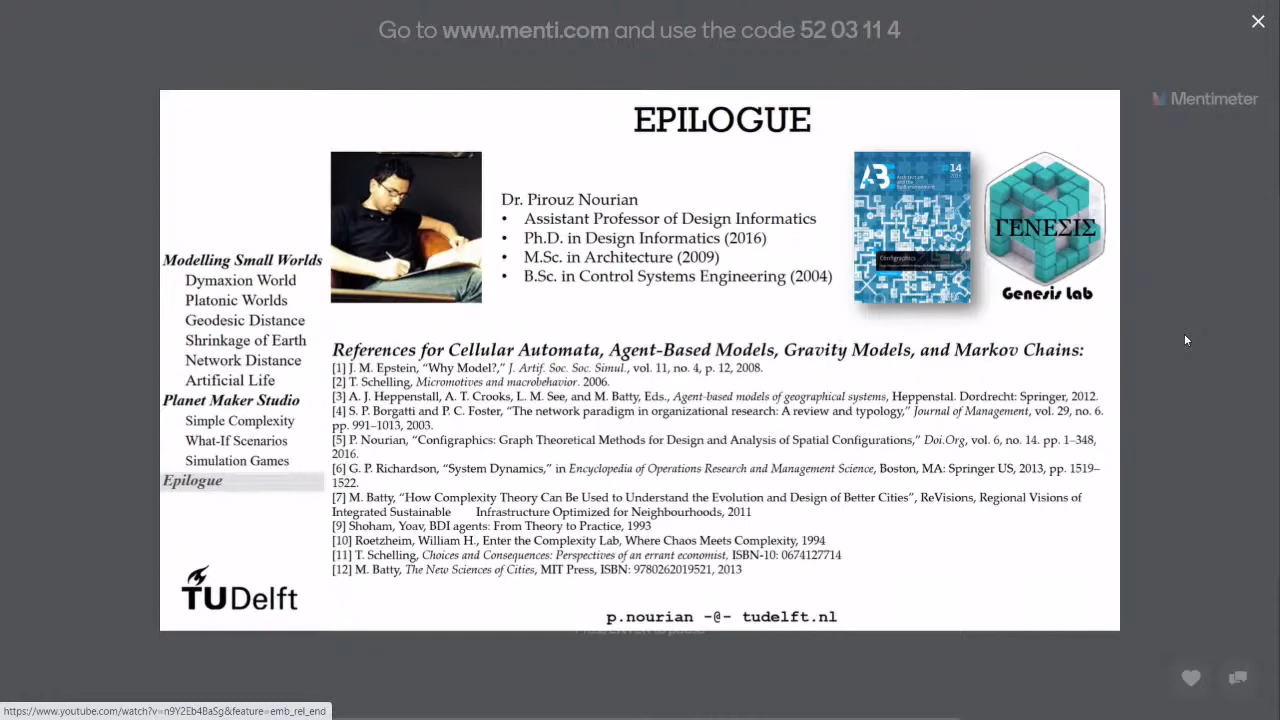 Go to www.menti.com and use the code 52 03 11 4
Mentimeter
EPILOGUE
Dr. Pirouz Nourian
• Assistant Professor of Design Informatics
• Ph.D. in Design Informatics (2016)
• M.Sc. in Architecture (2009)
• B.Sc. in Control Systems Engineering (2004)
#14
Configraphics
ΓΕΝΕΣΙΣ
Genesis Lab
Modelling Small Worlds
Dymaxion World
Platonic Worlds
Geodesic Distance
Shrinkage of Earth
Network Distance
Artificial Life
Planet Maker Studio
Simple Complexity
What-If Scenarios
Simulation Games
Epilogue
TUDelft
References for Cellular Automata, Agent-Based Models, Gravity Models, and Markov Chains:
[1] J. M. Epstein, “Why Model?,” J. Artif. Soc. Soc. Simul., vol. 11, no. 4, p. 12, 2008.
[2] T. Schelling, Micromotives and macrobehavior. 2006.
[3] A. J. Heppenstall, A. T. Crooks, L. M. See, and M. Batty, Eds., Agent-based models of geographical systems, Heppenstal. Dordrecht: Springer, 2012.
[4] S. P. Borgatti and P. C. Foster, “The network paradigm in organizational research: A review and typology,” Journal of Management, vol. 29, no. 6.
pp. 991–1013, 2003.
[5] P. Nourian, “Configraphics: Graph Theoretical Methods for Design and Analysis of Spatial Configurations,” Doi.Org, vol. 6, no. 14. pp. 1–348,
2016.
[6] G. P. Richardson, “System Dynamics,” in Encyclopedia of Operations Research and Management Science, Boston, MA: Springer US, 2013, pp. 1519–
1522.
[7] M. Batty, “How Complexity Theory Can Be Used to Understand the Evolution and Design of Better Cities”, ReVisions, Regional Visions of
Integrated Sustainable Infrastructure Optimized for Neighbourhoods, 2011
[9] Shoham, Yoav, BDI agents: From Theory to Practice, 1993
[10] Roetzheim, William H., Enter the Complexity Lab, Where Chaos Meets Complexity, 1994
[11] T. Schelling, Choices and Consequences: Perspectives of an errant economist, ISBN-10: 0674127714
[12] M. Batty, The New Sciences of Cities, MIT Press, ISBN: 9780262019521, 2013
p.nourian -@- tudelft.nl
https://www.youtube.com/watch?v=n9Y2Eb4BaSg&feature=emb_rel_end